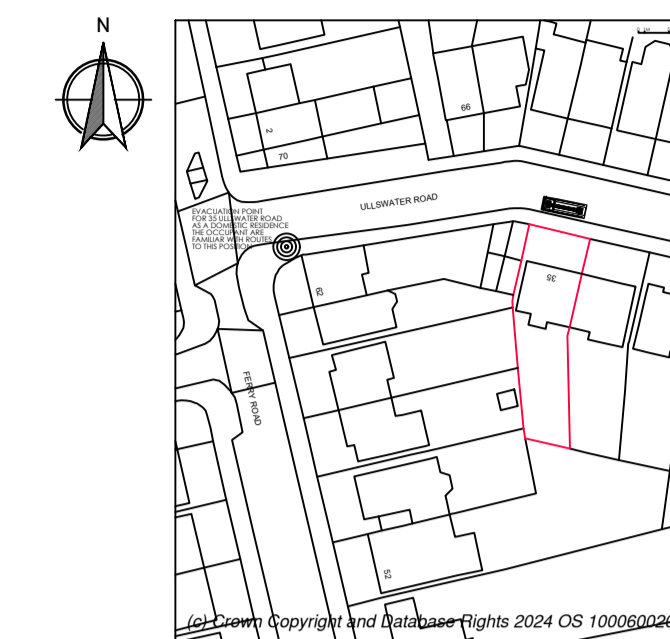 N
66
2
70
ULLSWATER ROAD
EVACUATION POINT
FOR 35 ULLSWATER ROAD
AS A DOMESTIC RESIDENCE
THE OCCUPANT ARE
FAMILIAR WITH ROUTES
TO THIS POSITION
35
62
FERRY ROAD
52
(c) Crown Copyright and Database Rights 2024 OS 10006002